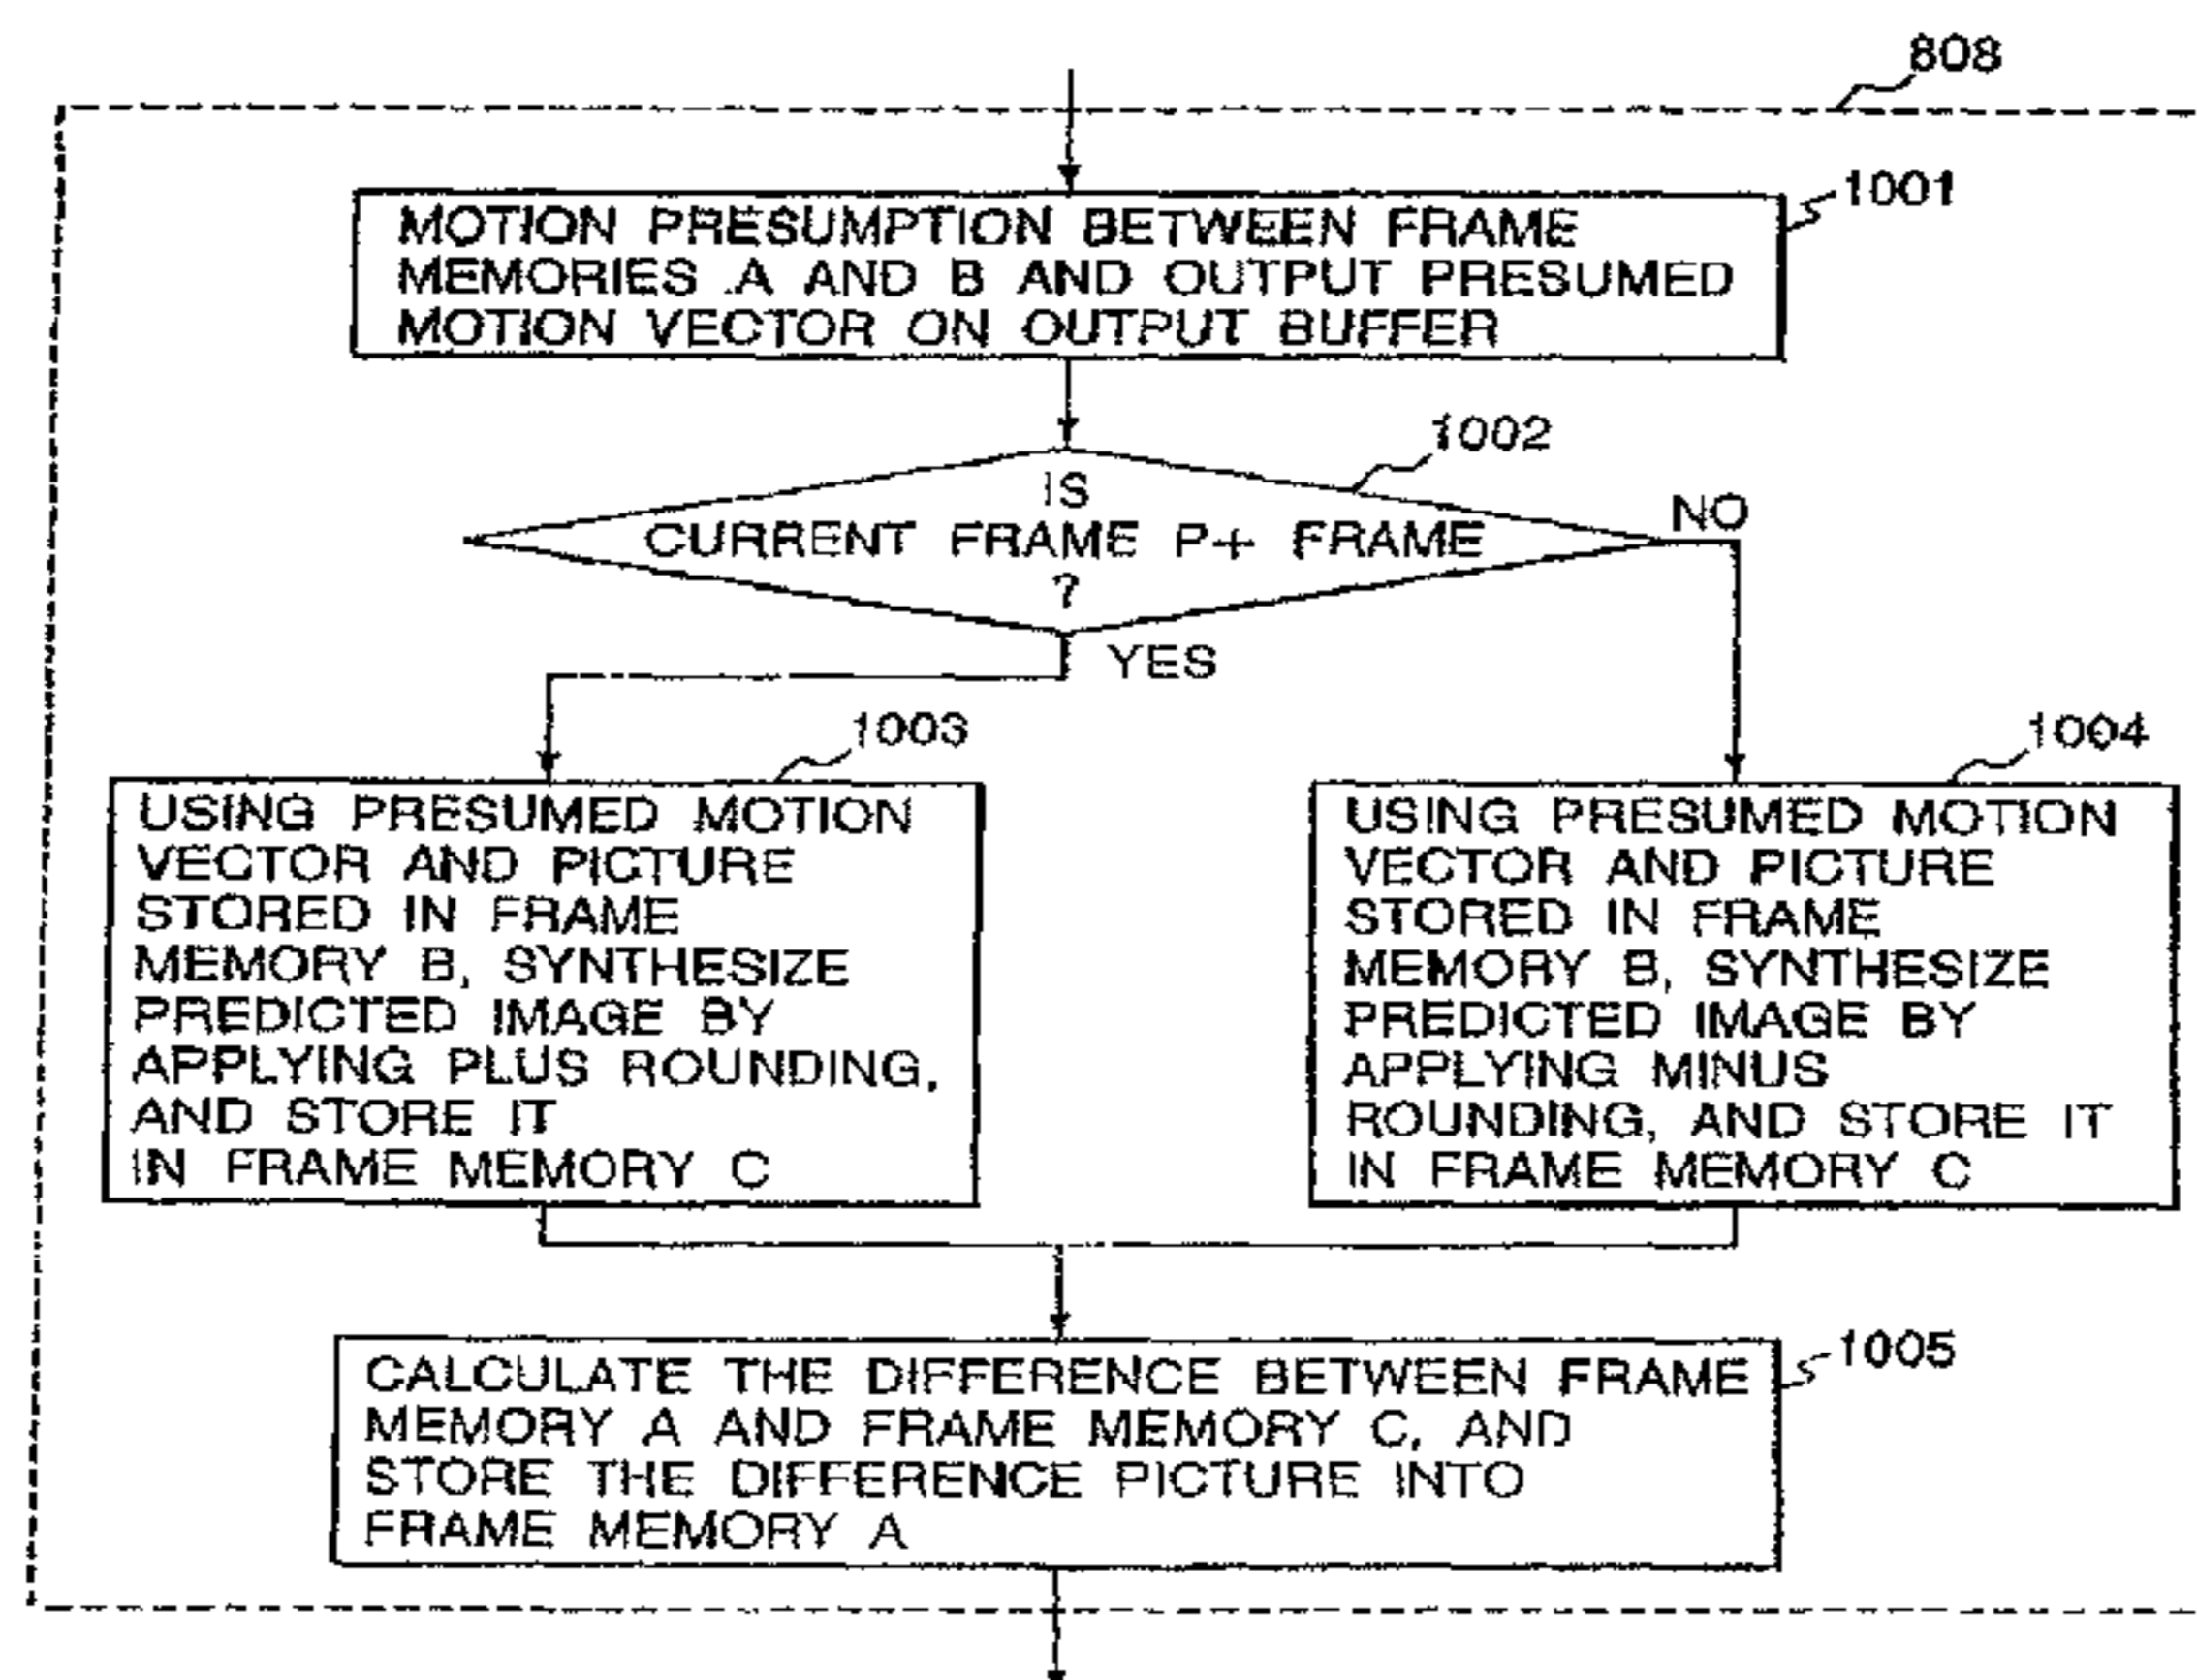 808
1001
MOTION PRESUMPTION BETWEEN FRAME
MEMORIES A AND B AND OUTPUT PRESUMED
MOTION VECTOR ON OUTPUT BUFFER
1002
IS
CURRENT FRAME P+ FRAME
?
NO
YES
1003
USING PRESUMED MOTION
VECTOR AND PICTURE
STORED IN FRAME
MEMORY B, SYNTHESIZE
PREDICTED IMAGE BY
APPLYING PLUS ROUNDING,
AND STORE IT
IN FRAME MEMORY C
1004
USING PRESUMED MOTION
VECTOR AND PICTURE
STORED IN FRAME
MEMORY B, SYNTHESIZE
PREDICTED IMAGE BY
APPLYING MINUS
ROUNDING, AND STORE IT
IN FRAME MEMORY C
1005
CALCULATE THE DIFFERENCE BETWEEN FRAME
MEMORY A AND FRAME MEMORY C, AND
STORE THE DIFFERENCE PICTURE INTO
FRAME MEMORY A